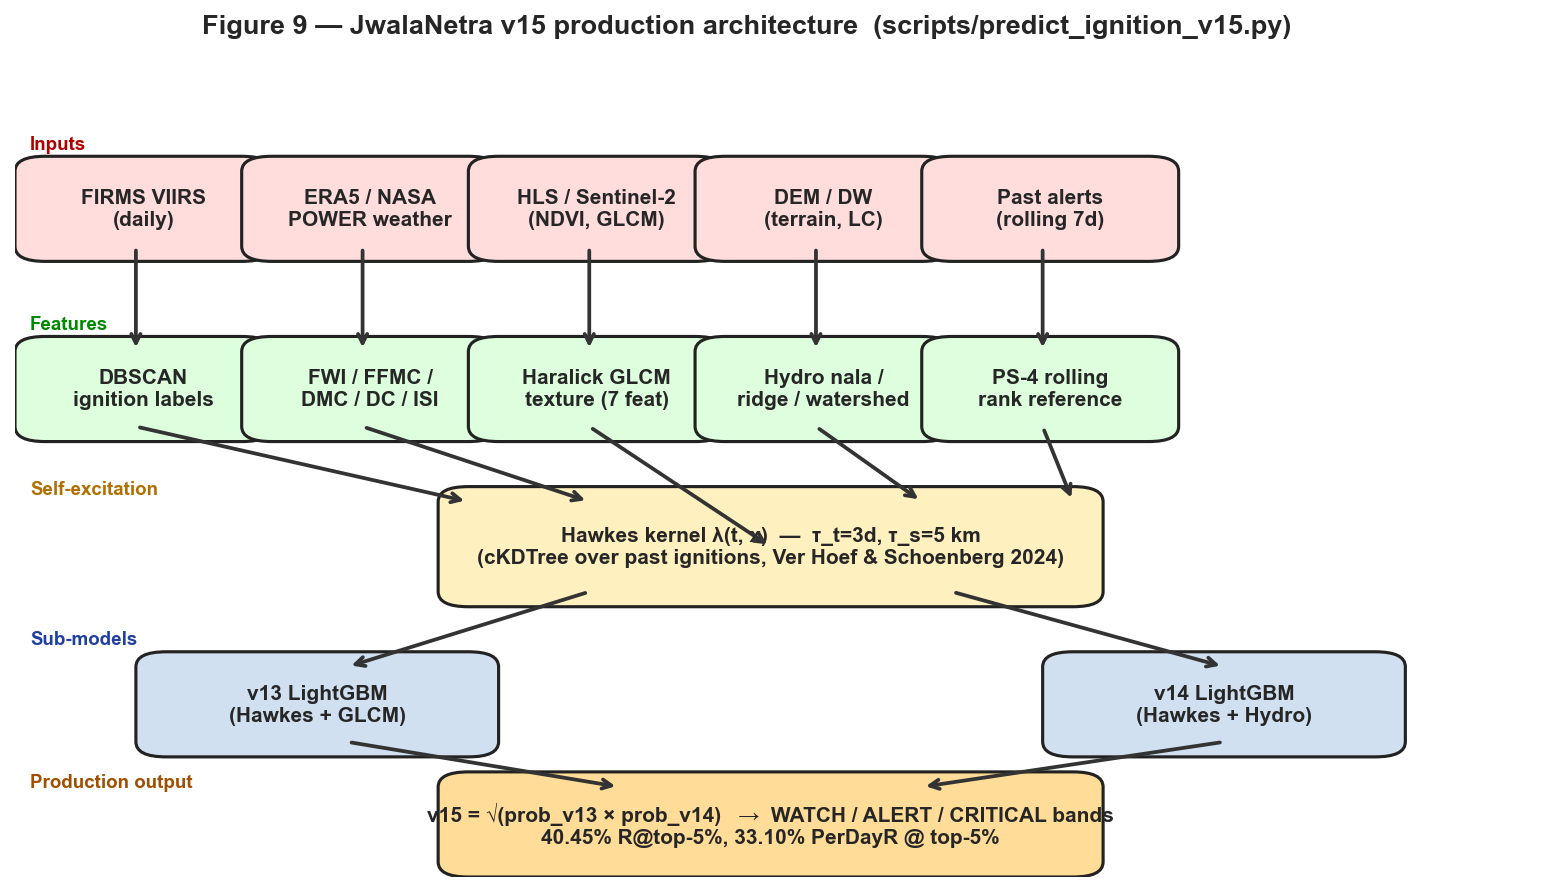 Figure 9 — JwalaNetra v15 production architecture (scripts/predict_ignition_v15.py)
Inputs
FIRMS VIIRS
(daily)
ERA5 / NASA
POWER weather
HLS / Sentinel-2
(NDVI, GLCM)
DEM / DW
(terrain, LC)
Past alerts
(rolling 7d)
Features
DBSCAN
ignition labels
FWI / FFMC /
DMC / DC / ISI
Haralick GLCM
texture (7 feat)
Hydro nala /
ridge / watershed
PS-4 rolling
rank reference
Self-excitation
Hawkes kernel λ(t, x) — τ_t=3d, τ_s=5 km
(cKDTree over past ignitions, Ver Hoef & Schoenberg 2024)
Sub-models
v13 LightGBM
(Hawkes + GLCM)
v14 LightGBM
(Hawkes + Hydro)
Production output
v15 = √(prob_v13 × prob_v14) → WATCH / ALERT / CRITICAL bands
40.45% R@top-5%, 33.10% PerDayR @ top-5%